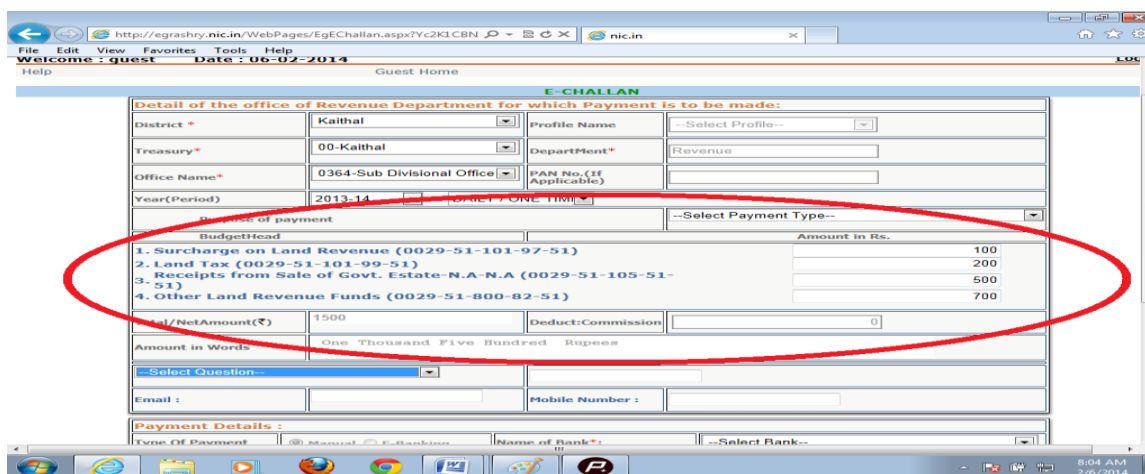 http://egrashry.nic.in/WebPages/EgEChallan.aspx?Yc2K1CBN nic.in
File Edit View Favorites Tools Help
Welcome : guest Date : 06-02-2014
Help Guest Home
E-CHALLAN
Detail of the office of Revenue Department for which Payment is to be made:
District * Kaithal Profile Name --Select Profile--
Treasury* 00-Kaithal DepartMent* Revenue
Office Name* 0364-Sub Divisional Office PAN No.(If Applicable)
Year(Period) 2013-14 DAILY / ONE TIME
Purpose of payment --Select Payment Type--
BudgetHead Amount in Rs.
1. Surcharge on Land Revenue (0029-51-101-97-51) 100
2. Land Tax (0029-51-101-99-51) 200
3. Receipts from Sale of Govt. Estate-N.A-N.A (0029-51-105-51-51) 500
4. Other Land Revenue Funds (0029-51-800-82-51) 700
Total/NetAmount(₹) 1500 Deduct:Commission 0
Amount in Words One Thousand Five Hundred Rupees
--Select Question--
Email : Mobile Number :
Payment Details :
Type Of Payment Manual E-Banking Name of Bank*: --Select Bank--
8:04 AM
2/6/2014